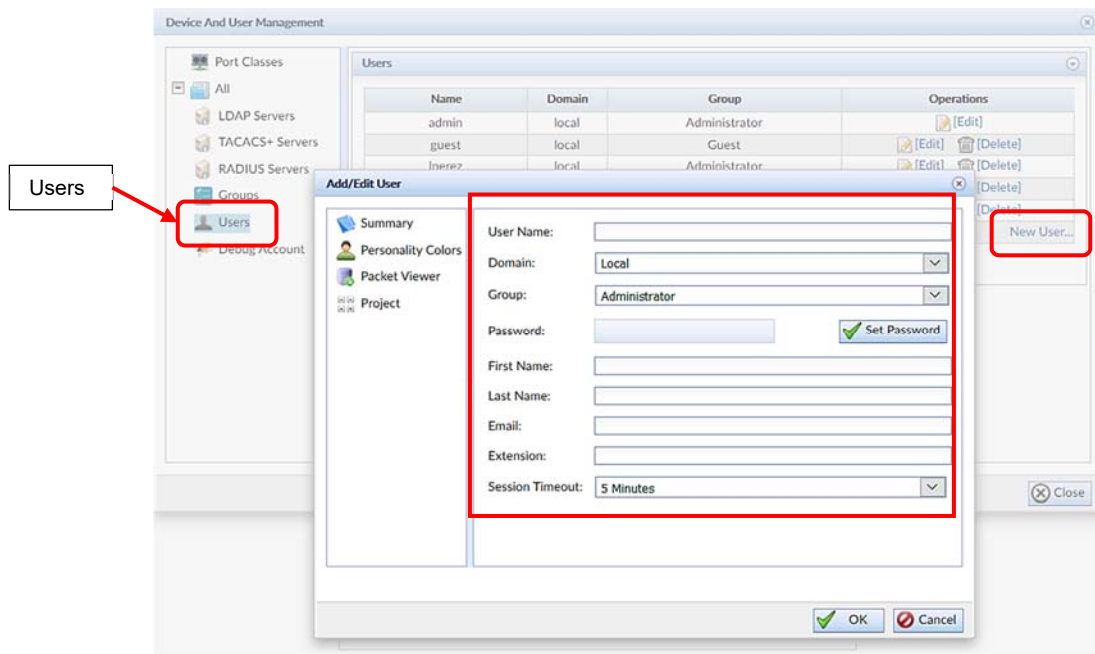 Device And User Management
Port Classes
All
LDAP Servers
TACACS+ Servers
RADIUS Servers
Groups
Users
Debug Account
Users
Users
Name Domain Group Operations
admin local Administrator [Edit]
guest local Guest [Edit] [Delete]
local Administrator [Edit] [Delete]
[Delete]
[Delete]
New User...
Add/Edit User
Summary
Personality Colors
Packet Viewer
Project
User Name:
Domain: Local
Group: Administrator
Password: Set Password
First Name:
Last Name:
Email:
Extension:
Session Timeout: 5 Minutes
OK Cancel
Close